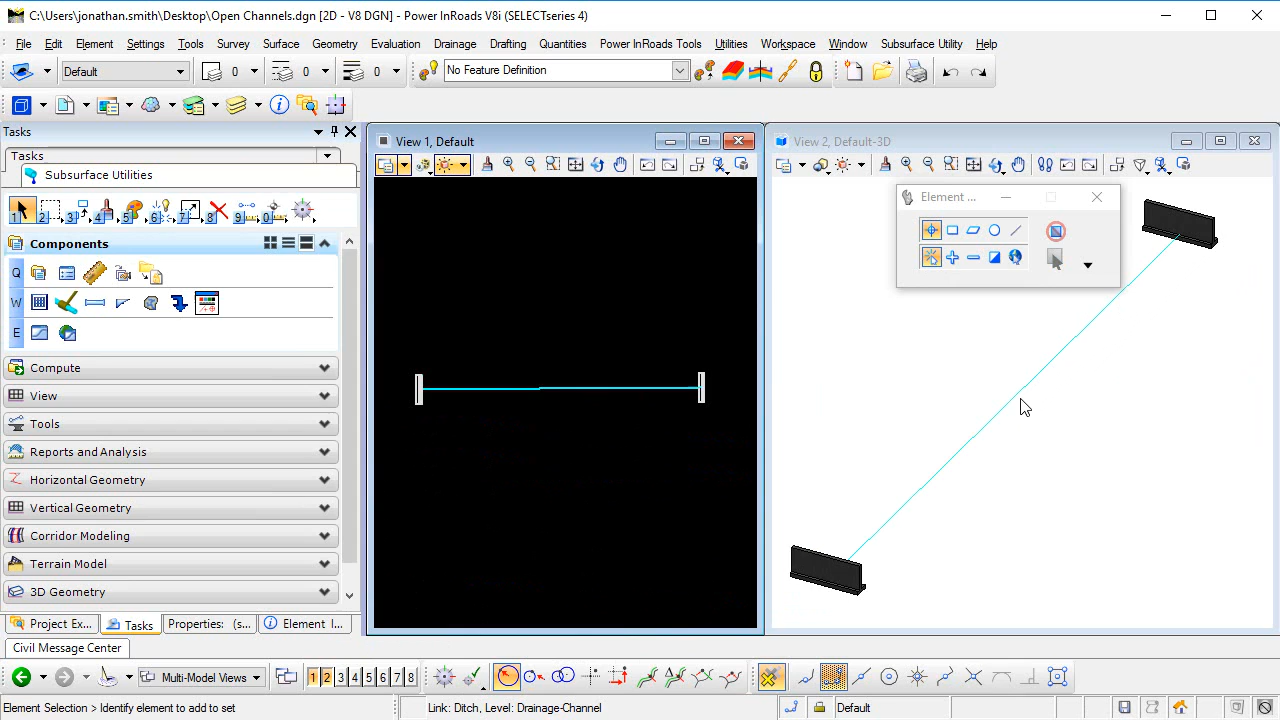 C:\Users\jonathan.smith\Desktop\Open Channels.dgn [2D - V8 DGN] - Power InRoads V8i (SELECTseries 4)
File Edit Element Settings Tools Survey Surface Geometry Evaluation Drainage Drafting Quantities Power InRoads Tools Utilities Workspace Window Subsurface Utility Help
Default 0 0 0 No Feature Definition
Tasks
View 1, Default
View 2, Default-3D
Tasks
Subsurface Utilities
Element ...
Components
Q
W
E
Compute
View
Tools
Reports and Analysis
Horizontal Geometry
Vertical Geometry
Corridor Modeling
Terrain Model
3D Geometry
Project Ex... Tasks Properties: (s... Element I...
Civil Message Center
Multi-Model Views 1 2 3 4 5 6 7 8
Element Selection > Identify element to add to set
Link: Ditch, Level: Drainage-Channel
Default